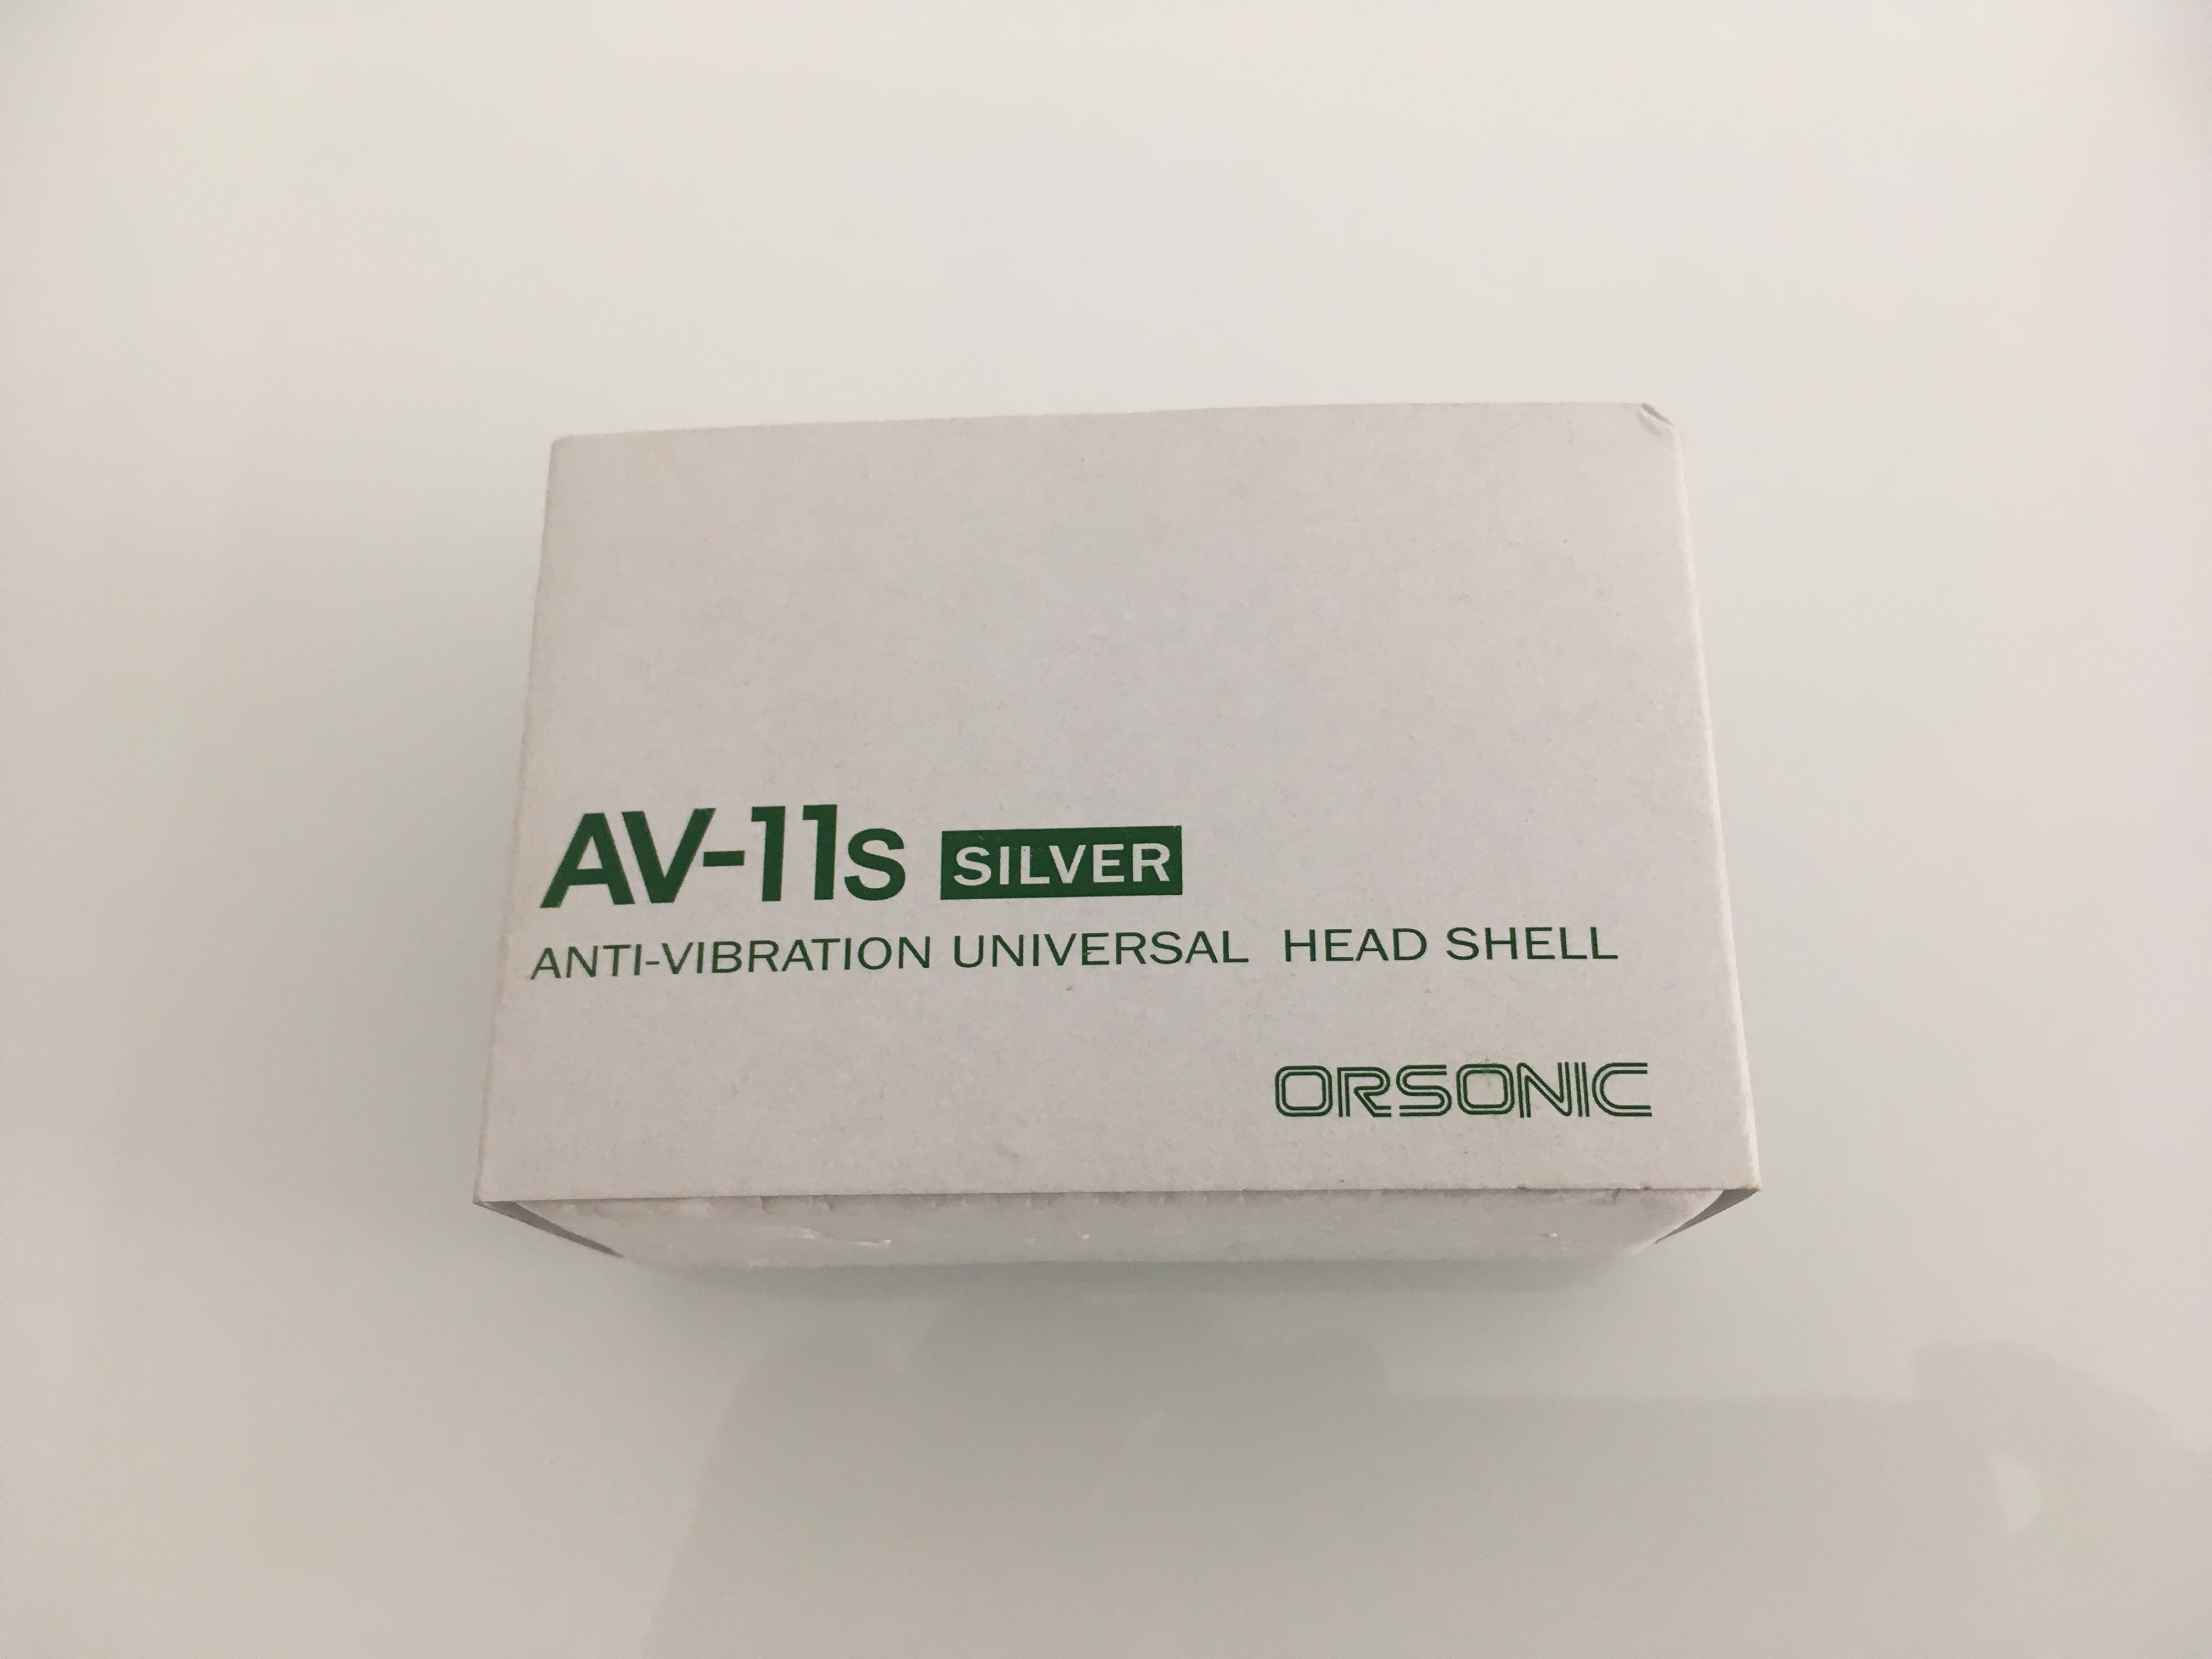 AV-11s SILVER
ANTI-VIBRATION UNIVERSAL HEAD SHELL
ORSONIC